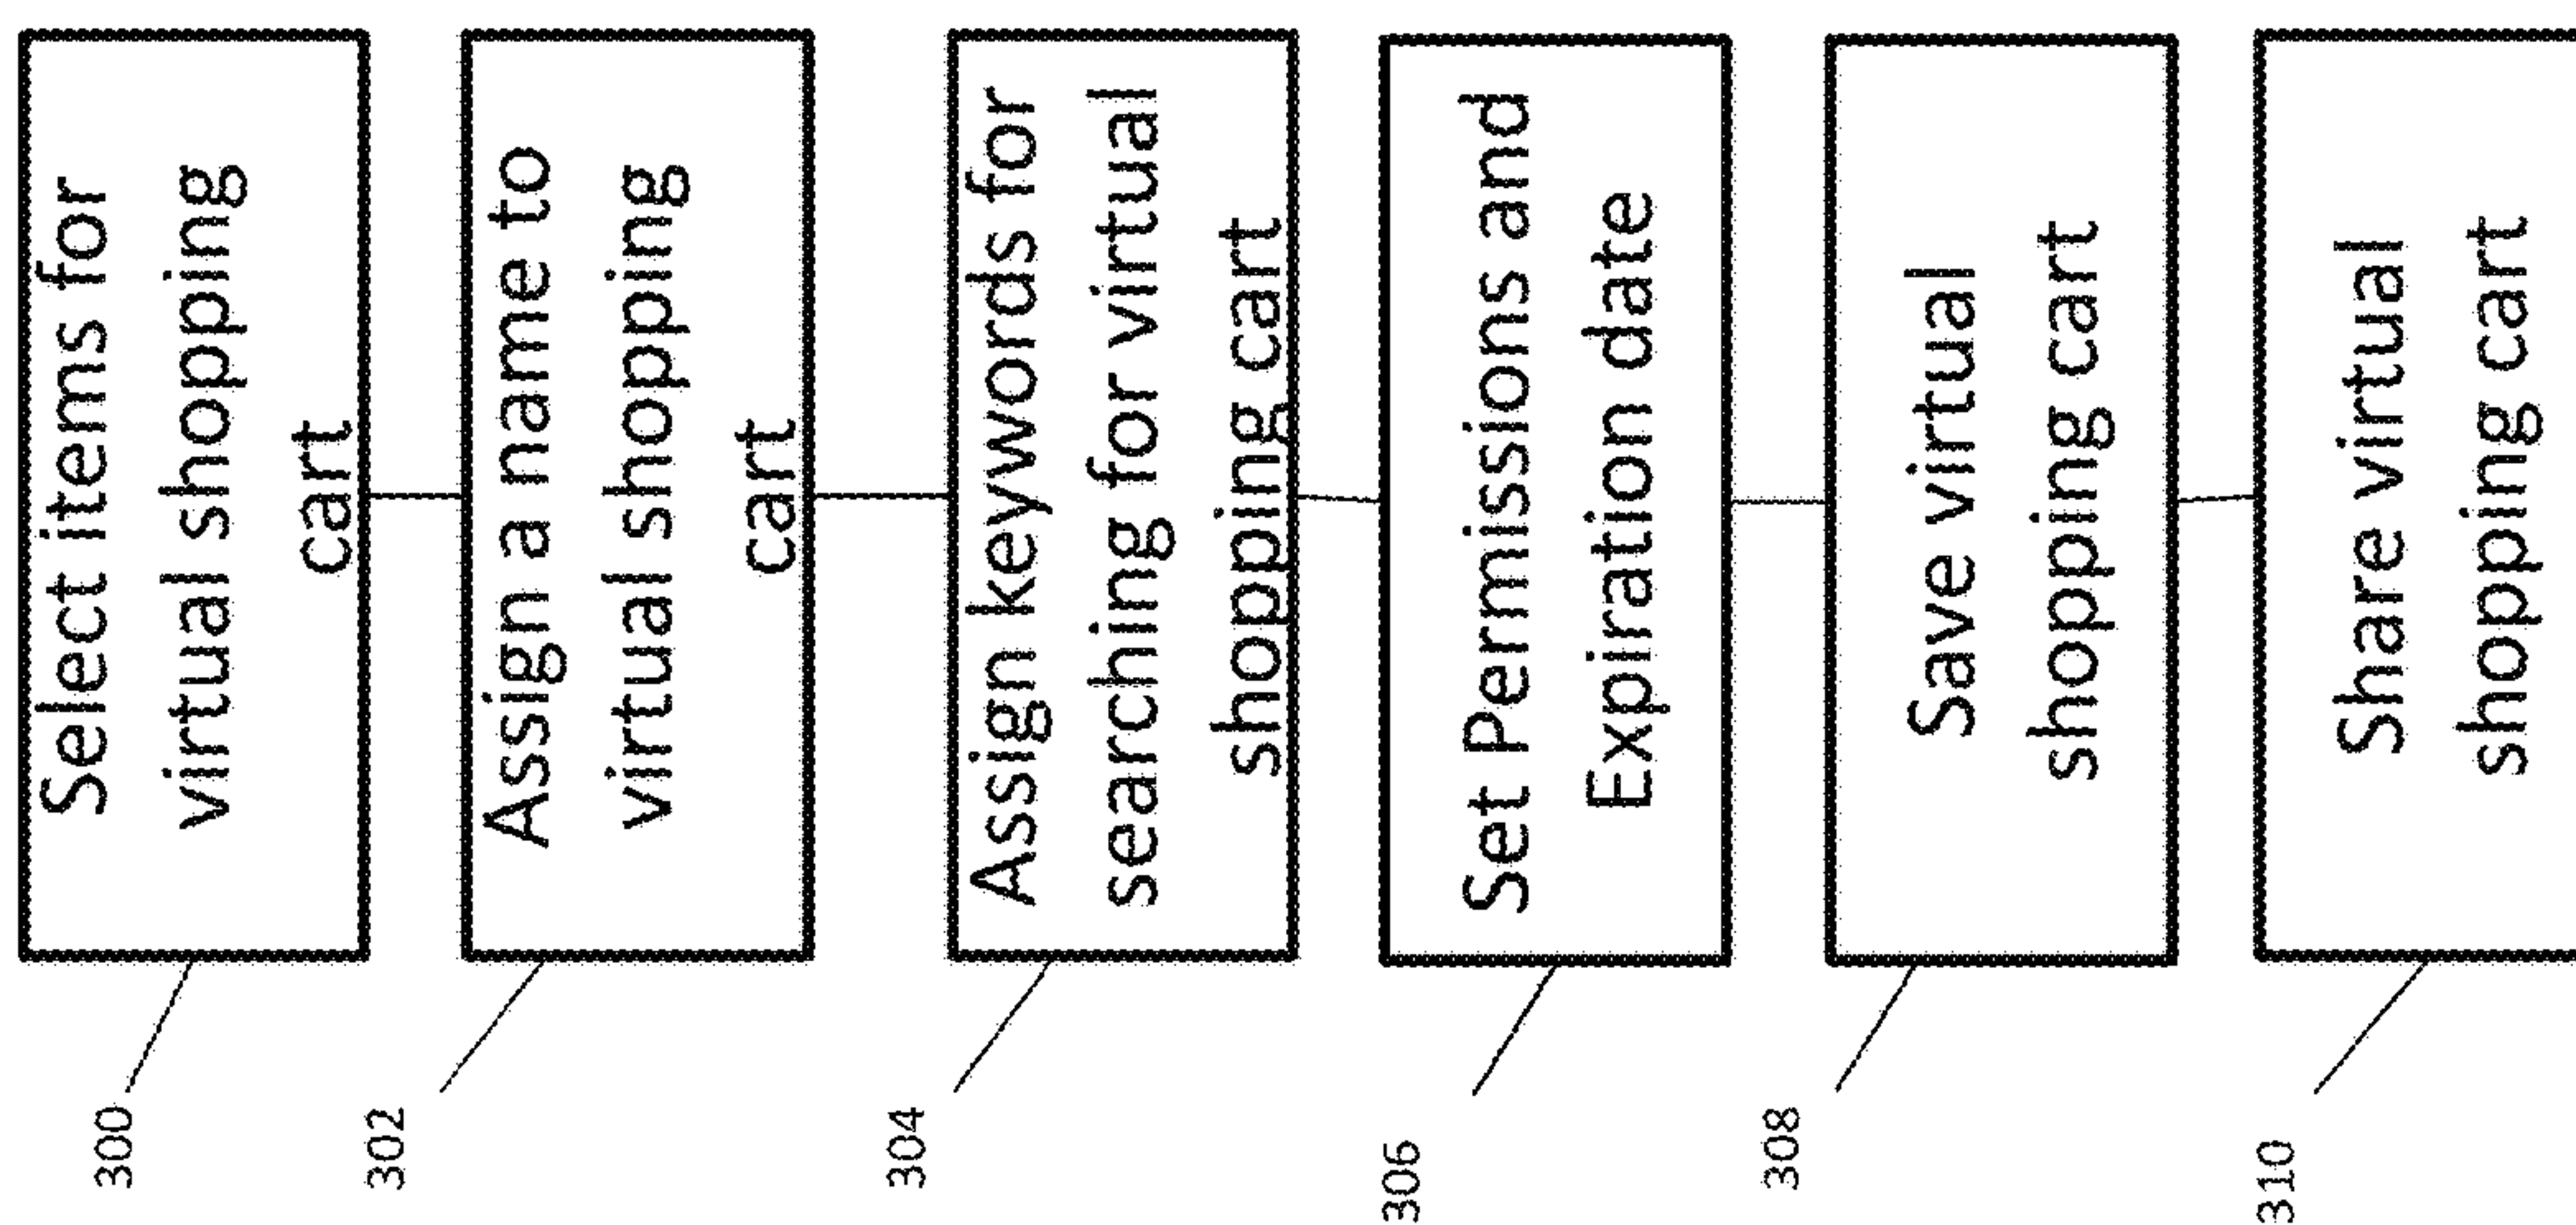 300
Select items for
virtual shopping
cart
302
Assign a name to
virtual shopping
cart
304
Assign keywords for
searching for virtual
shopping cart
306
Set Permissions and
Expiration date
308
Save virtual
shopping cart
310
Share virtual
shopping cart